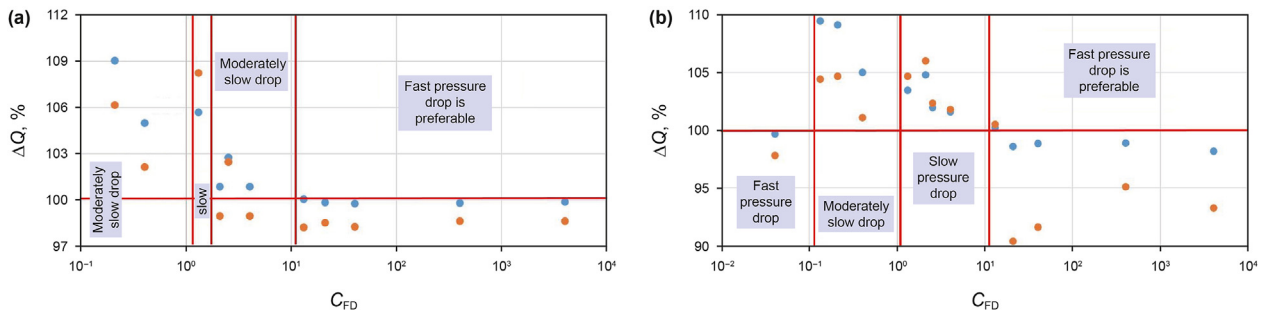 (a)
112
109
106
103
100
97
ΔQ, %
Moderately
slow drop
slow
Moderately
slow drop
Fast pressure
drop is
preferable
10⁻¹
10⁰
10¹
10²
10³
10⁴
C_FD
(b)
110
105
100
95
90
ΔQ, %
Fast
pressure
drop
Moderately
slow drop
Slow
pressure
drop
Fast pressure
drop is
preferable
10⁻²
10⁻¹
10⁰
10¹
10²
10³
10⁴
C_FD